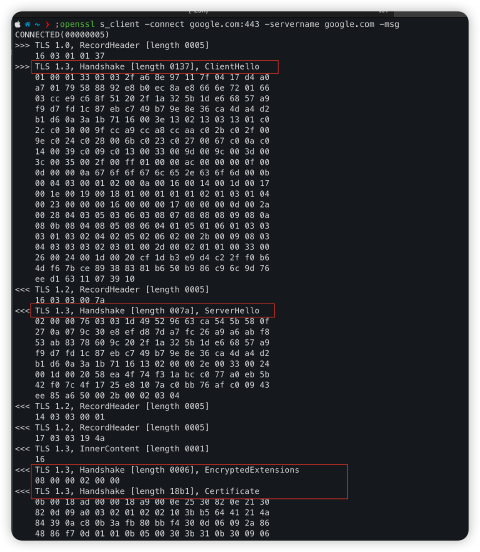 ~ ❯ ;openssl s_client -connect google.com:443 -servername google.com -msg
CONNECTED(00000005)
>>> TLS 1.0, RecordHeader [length 0005]
16 03 01 01 37
>>> TLS 1.3, Handshake [length 0137], ClientHello
01 00 01 33 03 03 2f a6 8e 97 11 7f 04 17 d4 a0
a7 01 79 58 88 92 e8 b0 ec 8a e8 66 6e 72 01 66
03 cc e9 c6 8f 51 20 2f 1a 32 5b 1d e6 68 57 a9
f9 d7 fd 1c 87 eb c7 49 b7 9e 8e 36 ca 4d a4 d2
b1 d6 0a 3a 1b 71 16 00 3e 13 02 13 03 13 01 c0
2c c0 30 00 9f cc a9 cc a8 cc aa c0 2b c0 2f 00
9e c0 24 c0 28 00 6b c0 23 c0 27 00 67 c0 0a c0
14 00 39 c0 09 c0 13 00 33 00 9d 00 9c 00 3d 00
3c 00 35 00 2f 00 ff 01 00 00 ac 00 00 00 0f 00
0d 00 00 0a 67 6f 6f 67 6c 65 2e 63 6f 6d 00 0b
00 04 03 00 01 02 00 0a 00 16 00 14 00 1d 00 17
00 1e 00 19 00 18 01 00 01 01 01 02 01 03 01 04
00 23 00 00 00 16 00 00 00 17 00 00 00 0d 00 2a
00 28 04 03 05 03 06 03 08 07 08 08 08 09 08 0a
08 0b 08 04 08 05 08 06 04 01 05 01 06 01 03 03
03 01 03 02 04 02 05 02 06 02 00 2b 00 09 08 03
04 03 03 03 02 03 01 00 2d 00 02 01 01 00 33 00
26 00 24 00 1d 00 20 cf 1d b3 e9 d4 c2 2f f0 b6
4d f6 7b ce 89 38 83 81 b6 50 b9 86 c9 6c 9d 76
ee d1 63 11 07 39 10
<<< TLS 1.2, RecordHeader [length 0005]
16 03 03 00 7a
<<< TLS 1.3, Handshake [length 007a], ServerHello
02 00 00 76 03 03 1d 49 52 96 63 ca 54 5b 58 0f
27 0a 07 9c 30 e8 ef d8 7d a7 fc 26 a9 a6 ab f8
53 ab 83 78 60 9c 20 2f 1a 32 5b 1d e6 68 57 a9
f9 d7 fd 1c 87 eb c7 49 b7 9e 8e 36 ca 4d a4 d2
b1 d6 0a 3a 1b 71 16 13 02 00 00 2e 00 33 00 24
00 1d 00 20 58 ea 4f 74 f3 1a bc c0 77 a0 eb 5b
42 f0 7c 4f 17 25 e8 10 7a c0 bb 76 af c0 09 43
ee 85 a6 50 00 2b 00 02 03 04
<<< TLS 1.2, RecordHeader [length 0005]
14 03 03 00 01
<<< TLS 1.2, RecordHeader [length 0005]
17 03 03 19 4a
<<< TLS 1.3, InnerContent [length 0001]
16
<<< TLS 1.3, Handshake [length 0006], EncryptedExtensions
08 00 00 02 00 00
<<< TLS 1.3, Handshake [length 18b1], Certificate
0b 00 18 ad 00 00 18 a9 00 0e 25 30 82 0e 21 30
82 0d 09 a0 03 02 01 02 02 10 3b b5 64 41 21 4a
84 39 0a c8 0b 3a fb 80 bb f4 30 0d 06 09 2a 86
48 86 f7 0d 01 01 0b 05 00 30 3b 31 0b 30 09 06